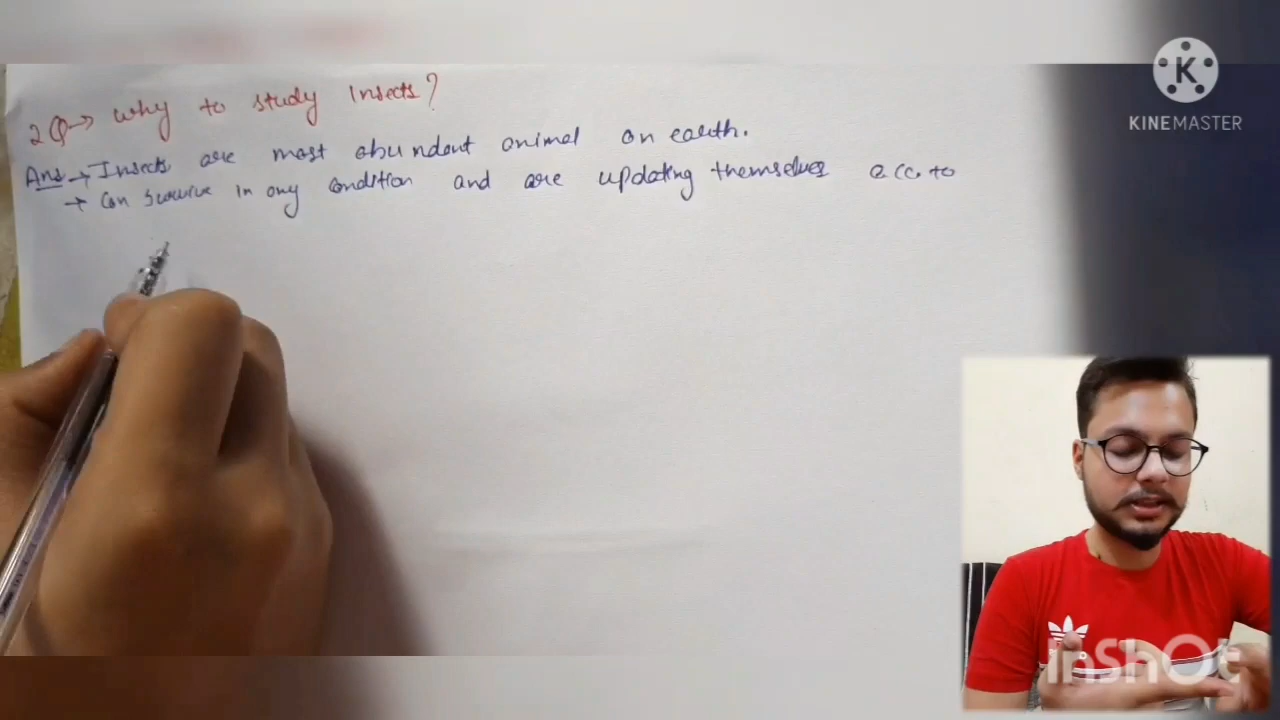 2Q→ Why to study Insects?
Ans → Insects are most abundant animal on earth.
→ Can survive in any condition and are updating themselves acc. to
K
KINEMASTER
InShOt